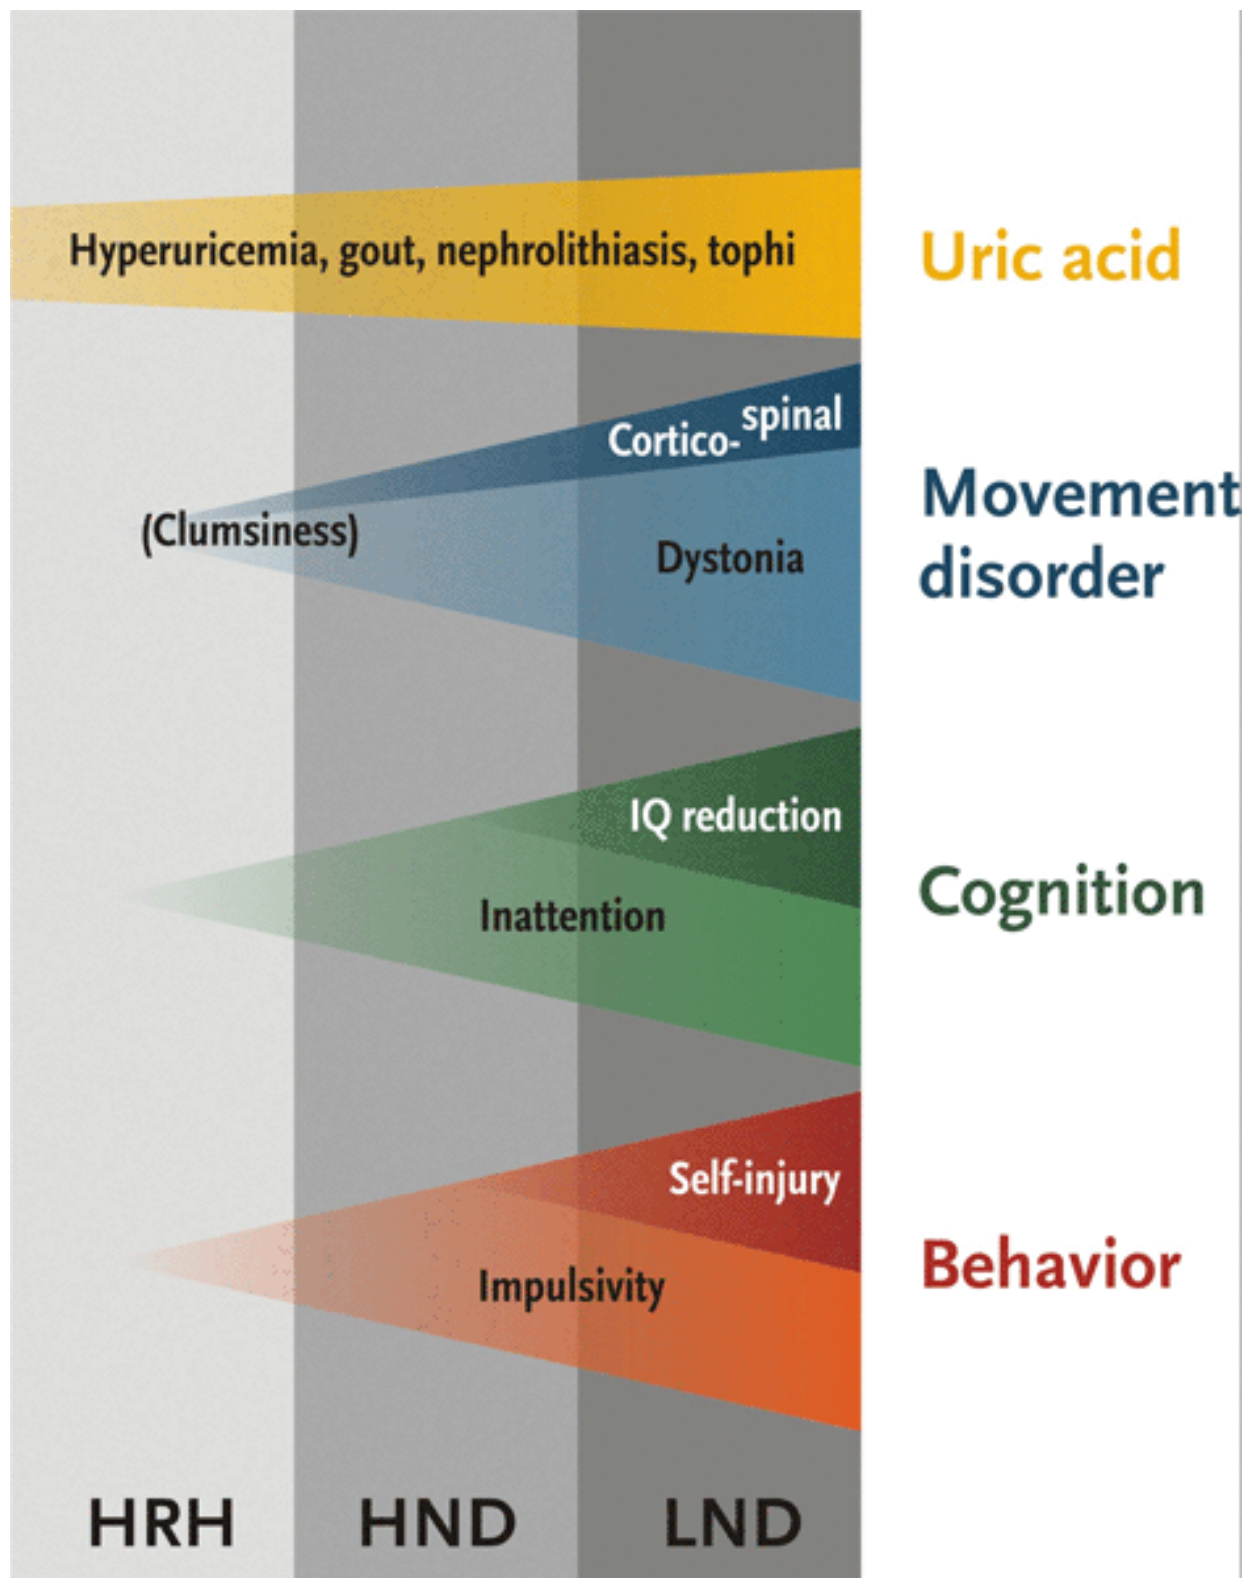 Hyperuricemia, gout, nephrolithiasis, tophi
Uric acid
Cortico-spinal
(Clumsiness)
Dystonia
Movement
disorder
IQ reduction
Inattention
Cognition
Self-injury
Impulsivity
Behavior
HRH HND LND